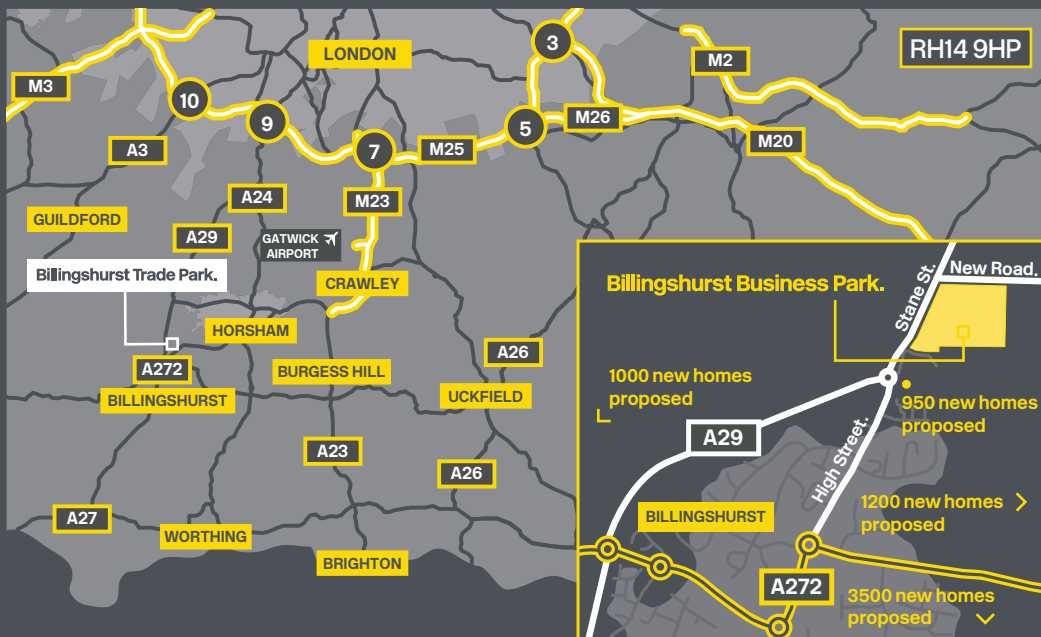 LONDON
3
M2
RH14 9HP
M3
10
9
5
M26
A3
7
M25
M20
A24
M23
GUILDFORD
A29
GATWICK
AIRPORT
Billingshurst Trade Park.
CRAWLEY
HORSHAM
A272
BURGESS HILL
A26
BILLINGSHURST
UCKFIELD
A23
A26
A27
WORTHING
BRIGHTON
Billingshurst Business Park.
Stane St.
New Road.
1000 new homes
proposed
950 new homes
proposed
A29
High Street.
BILLINGSHURST
1200 new homes
proposed
A272
3500 new homes
proposed